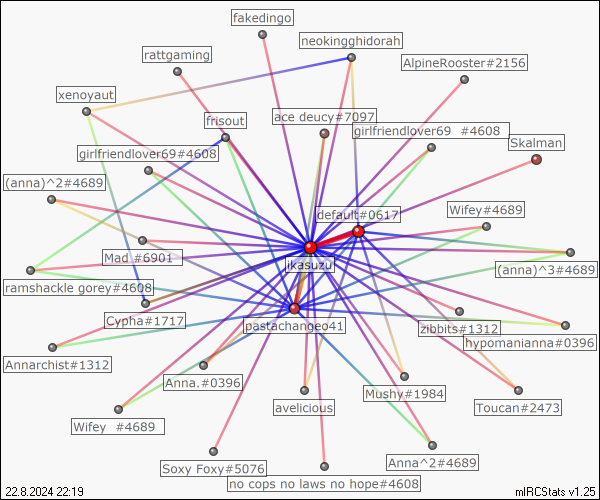 fakedingo
neokingghidorah
rattgaming
AlpineRooster#2156
xenoyaut
frisout
ace deucy#7097
girlfriendlover69  #4608
Skalman
girlfriendlover69#4608
(anna)^2#4689
default#0617
Wifey#4689
Mad #6901
jikasuzu
(anna)^3#4689
ramshackle gorey#4608
Cypha#1717
pastachangeo41
zibbits#1312
hypomanianna#0396
Annarchist#1312
Anna.#0396
Mushy#1984
avelicious
Toucan#2473
Wifey  #4689
Anna^2#4689
Soxy Foxy#5076
no cops no laws no hope#4608
22.8.2024 22:19
mIRCStats v1.25